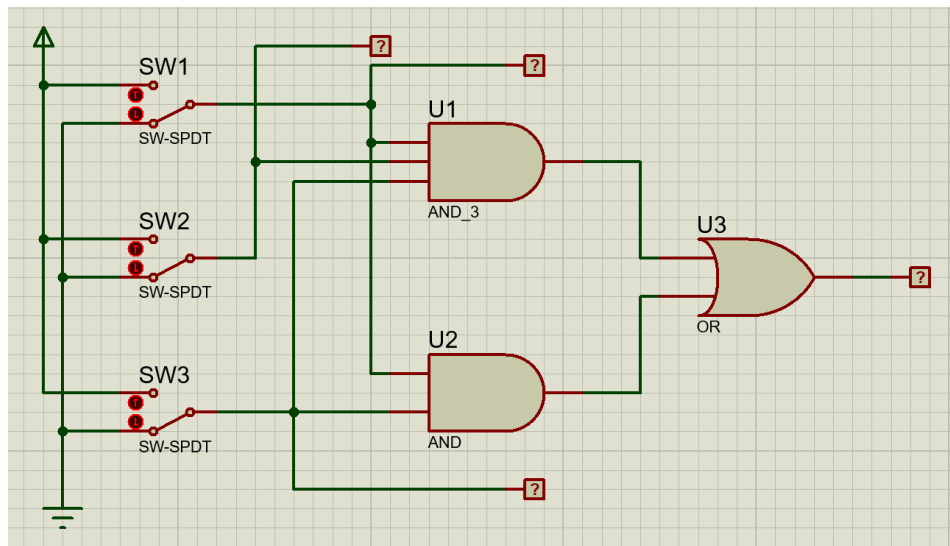 ?
?
SW1
SW-SPDT
U1
AND_3
SW2
SW-SPDT
U3
OR
?
U2
AND
SW3
SW-SPDT
?